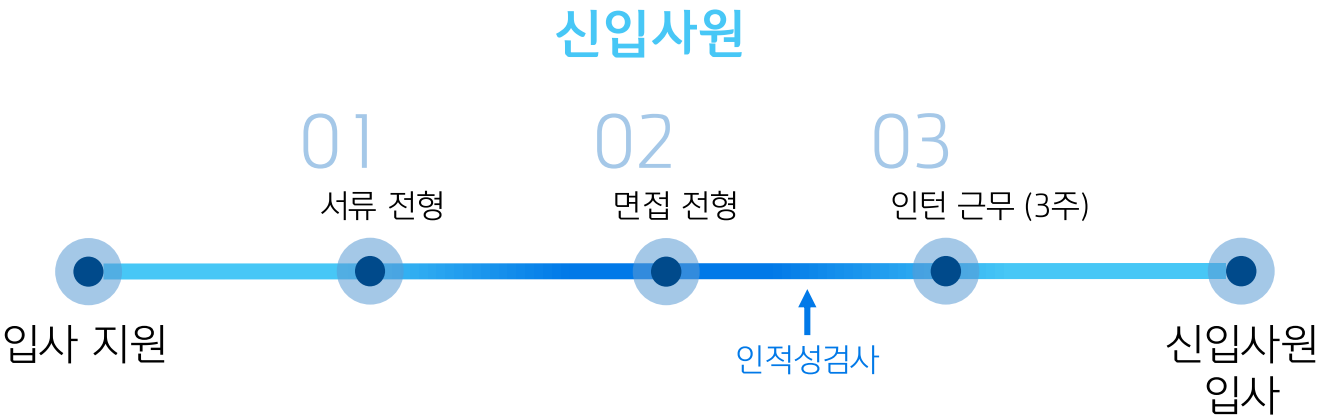 신입사원
01
02
03
서류 전형
면접 전형
인턴 근무 (3주)
입사 지원
인적성검사
신입사원
입사